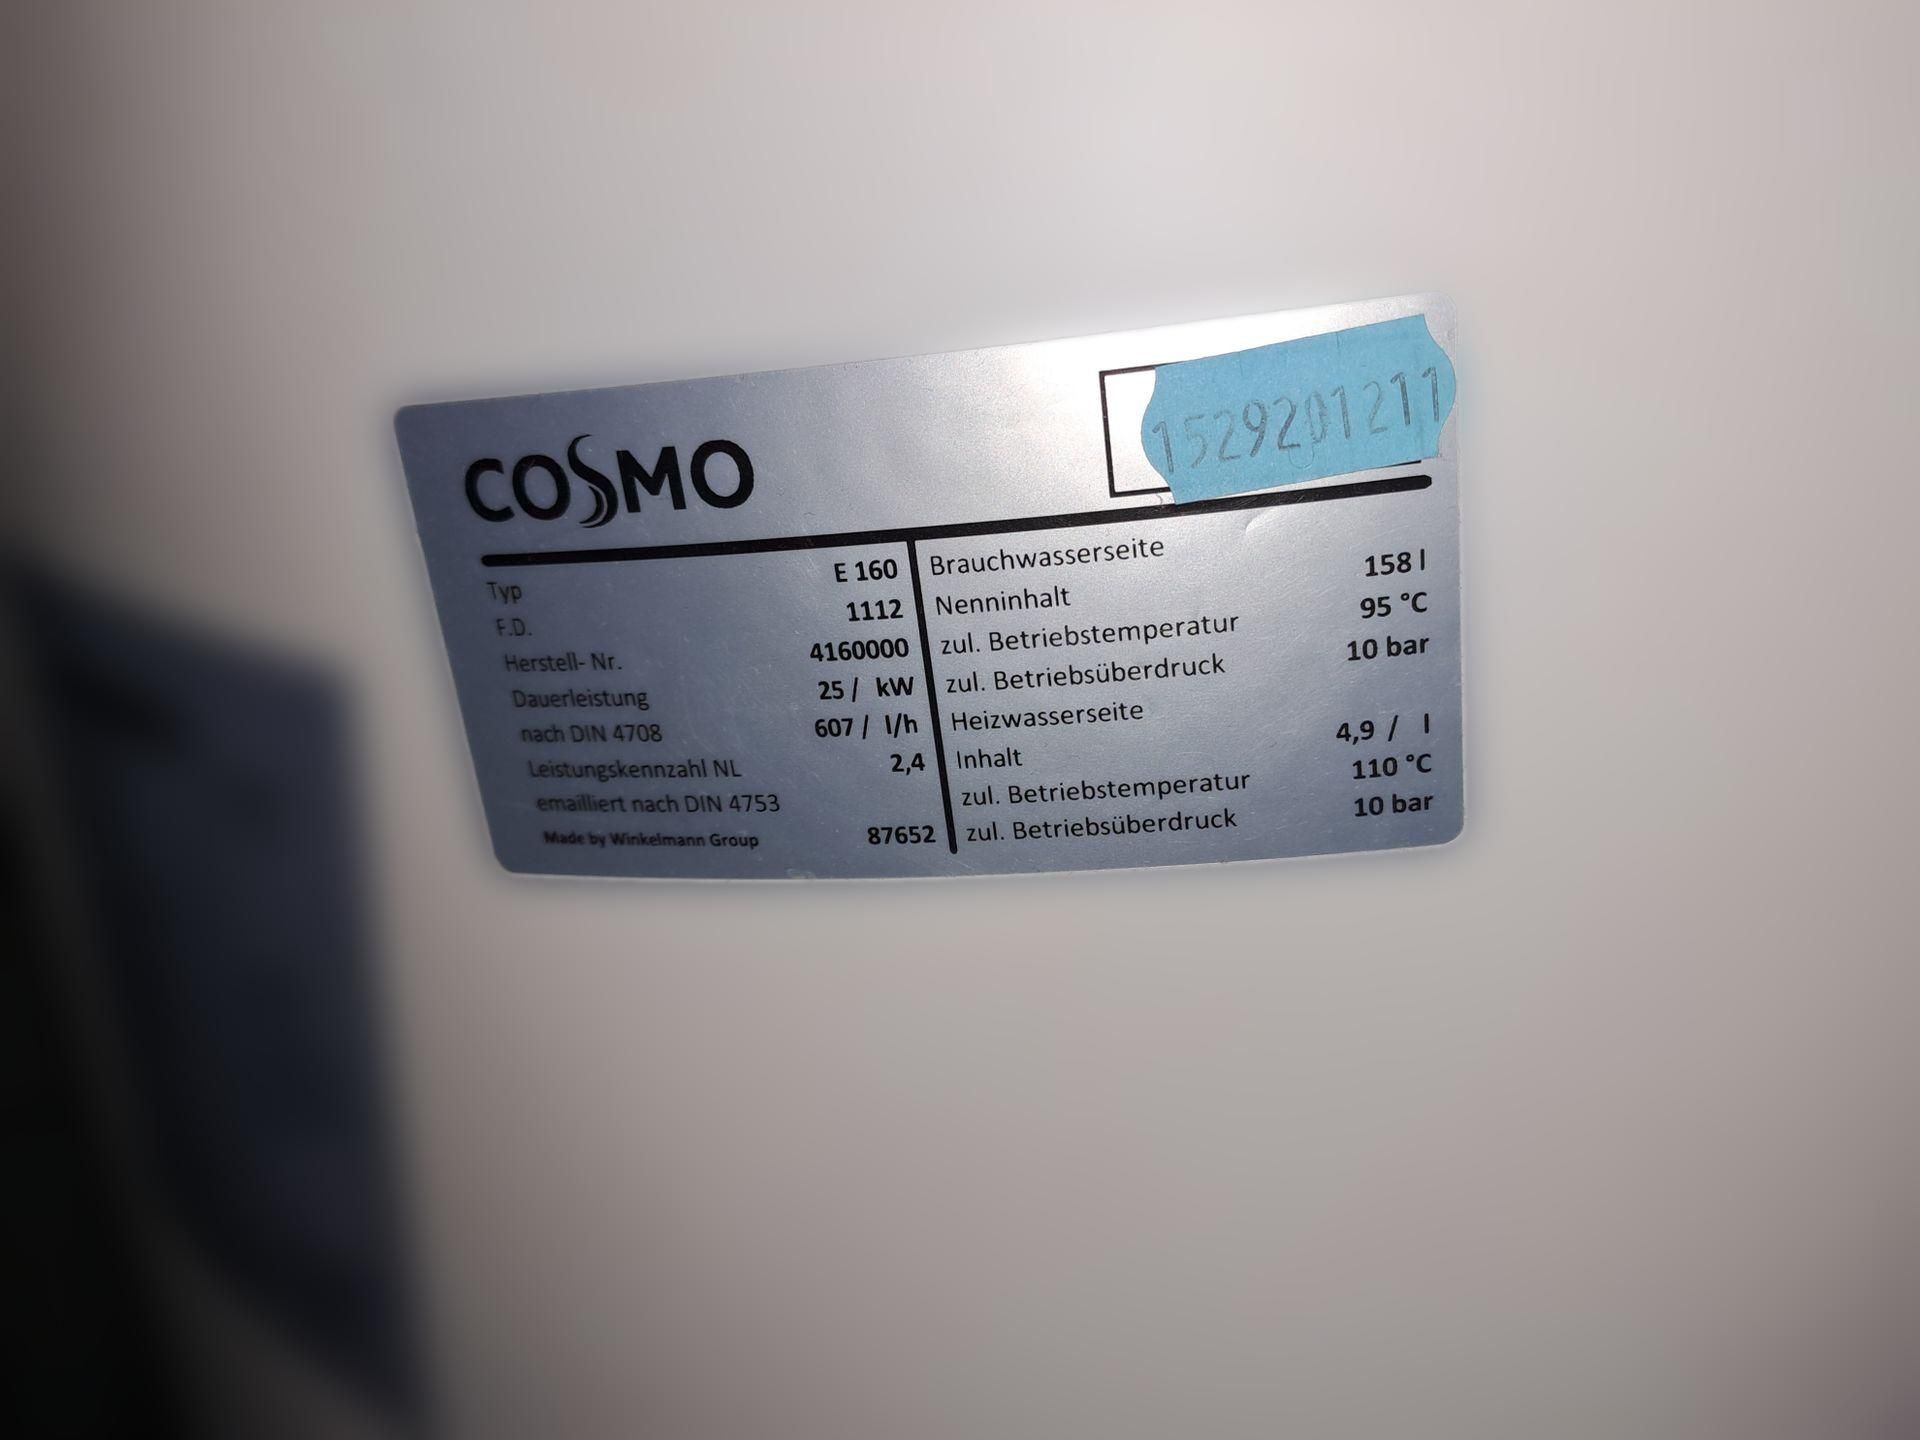 COSMO
1529201211
Typ E 160
F.D. 1112
Herstell- Nr. 4160000
Dauerleistung 25 / kW
nach DIN 4708 607 / l/h
Leistungskennzahl NL 2,4
emailliert nach DIN 4753
Made by Winkelmann Group 87652
Brauchwasserseite
Nenninhalt 158 l
zul. Betriebstemperatur 95 °C
zul. Betriebsüberdruck 10 bar
Heizwasserseite
Inhalt 4,9 / l
zul. Betriebstemperatur 110 °C
zul. Betriebsüberdruck 10 bar